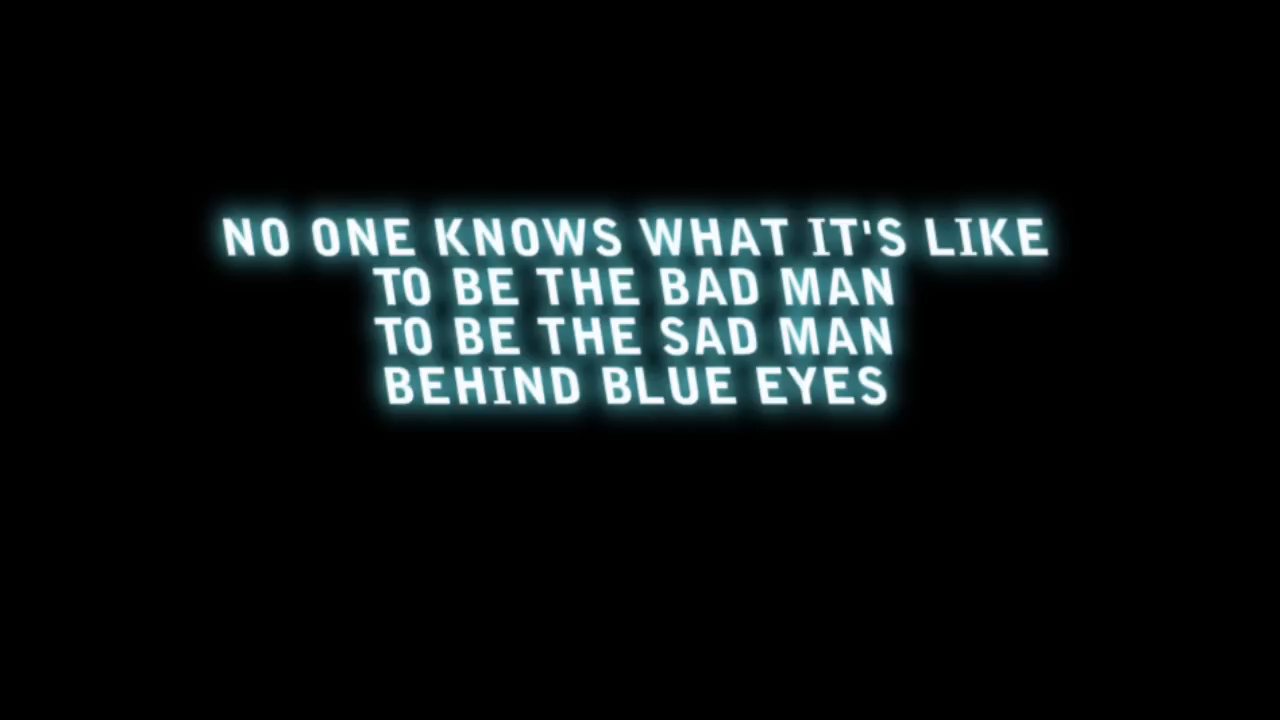 NO ONE KNOWS WHAT IT'S LIKE
TO BE THE BAD MAN
TO BE THE SAD MAN
BEHIND BLUE EYES